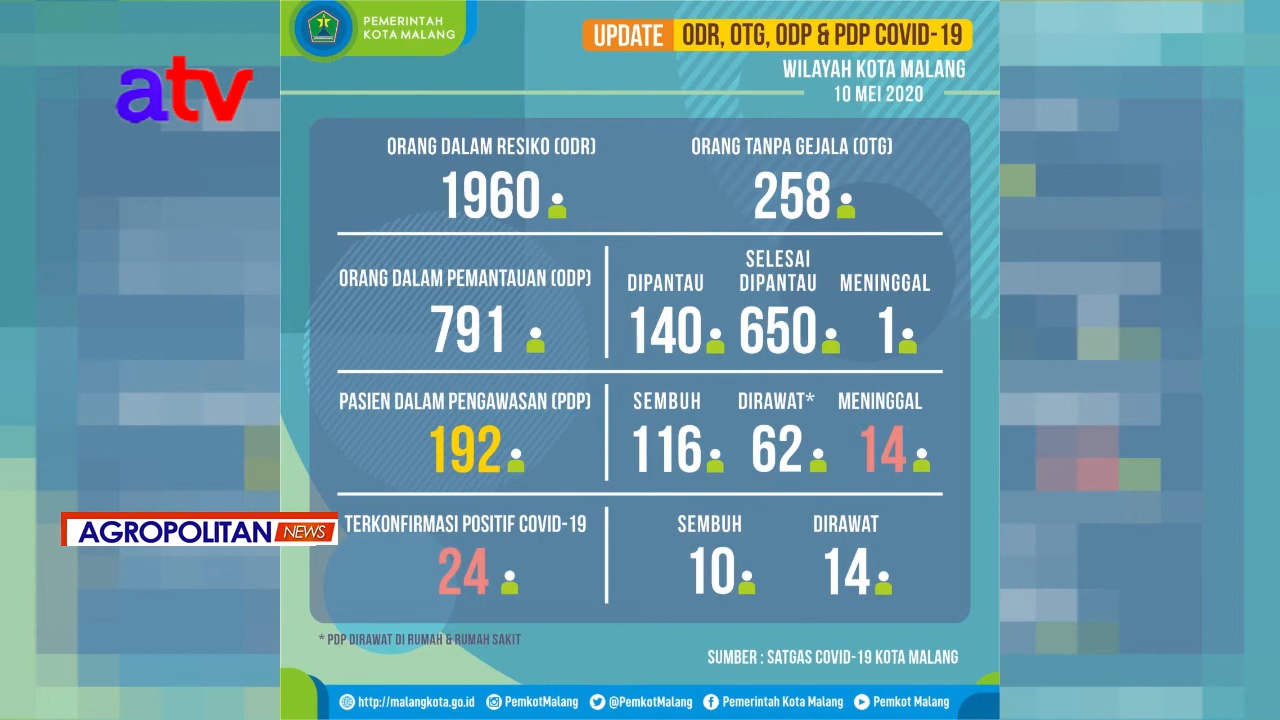 PEMERINTAH
KOTA MALANG
UPDATE ODR, OTG, ODP & PDP COVID-19
WILAYAH KOTA MALANG
10 MEI 2020
atv
ORANG DALAM RESIKO (ODR)
1960
ORANG TANPA GEJALA (OTG)
258
ORANG DALAM PEMANTAUAN (ODP)
791
DIPANTAU
140
SELESAI
DIPANTAU
650
MENINGGAL
1
PASIEN DALAM PENGAWASAN (PDP)
192
SEMBUH
116
DIRAWAT*
62
MENINGGAL
14
AGROPOLITAN NEWS
TERKONFIRMASI POSITIF COVID-19
24
SEMBUH
10
DIRAWAT
14
* PDP DIRAWAT DI RUMAH & RUMAH SAKIT
SUMBER : SATGAS COVID-19 KOTA MALANG
http://malangkota.go.id PemkotMalang @PemkotMalang Pemerintah Kota Malang Pemkot Malang